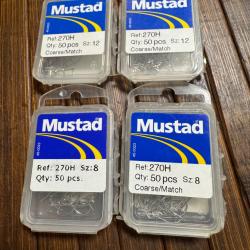 Mustad
Ref:270H
Qty: 50 pcs Sz: 12
Coarse/Match
Mustad
Ref:270H
Qty: 50 pcs Sz: 12
Coarse/Match
Mustad
Ref: 270H Sz: 8
Qty: 50 pcs.
Mustad
Ref:270H
Qty: 50 pcs Sz: 8
Coarse/Match